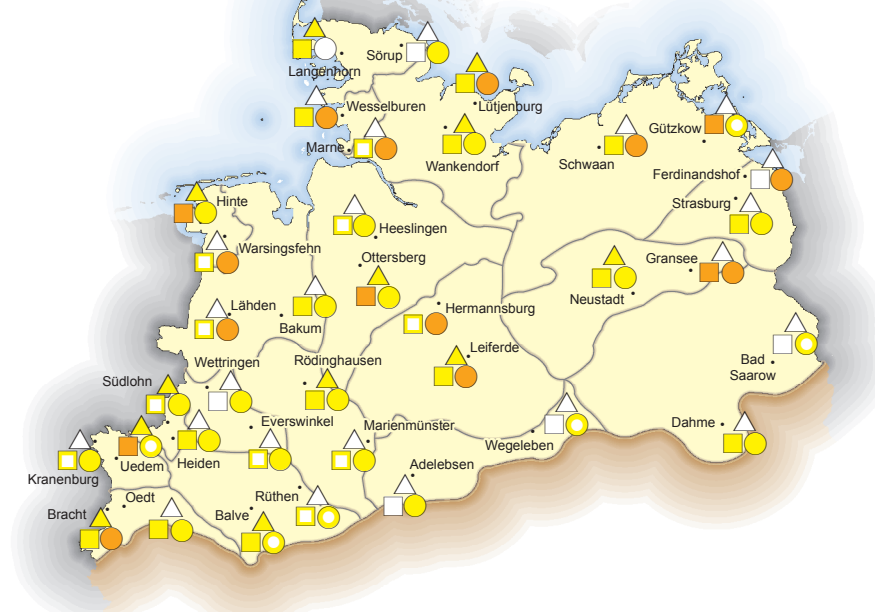 Sörup
Langenhorn
Lütjenburg
Wesselburen
Gützkow
Marne
Wankendorf
Schwaan
Ferdinandshof
Strasburg
Hinte
Heeslingen
Warsingsfehn
Ottersberg
Gransee
Neustadt
Lähden
Hermannsburg
Bakum
Leiferde
Bad
Saarow
Wettringen
Rödinghausen
Südlohn
Everswinkel
Marienmünster
Dahme
Wegeleben
Uedem
Heiden
Kranenburg
Adelebsen
Oedt
Rüthen
Bracht
Balve